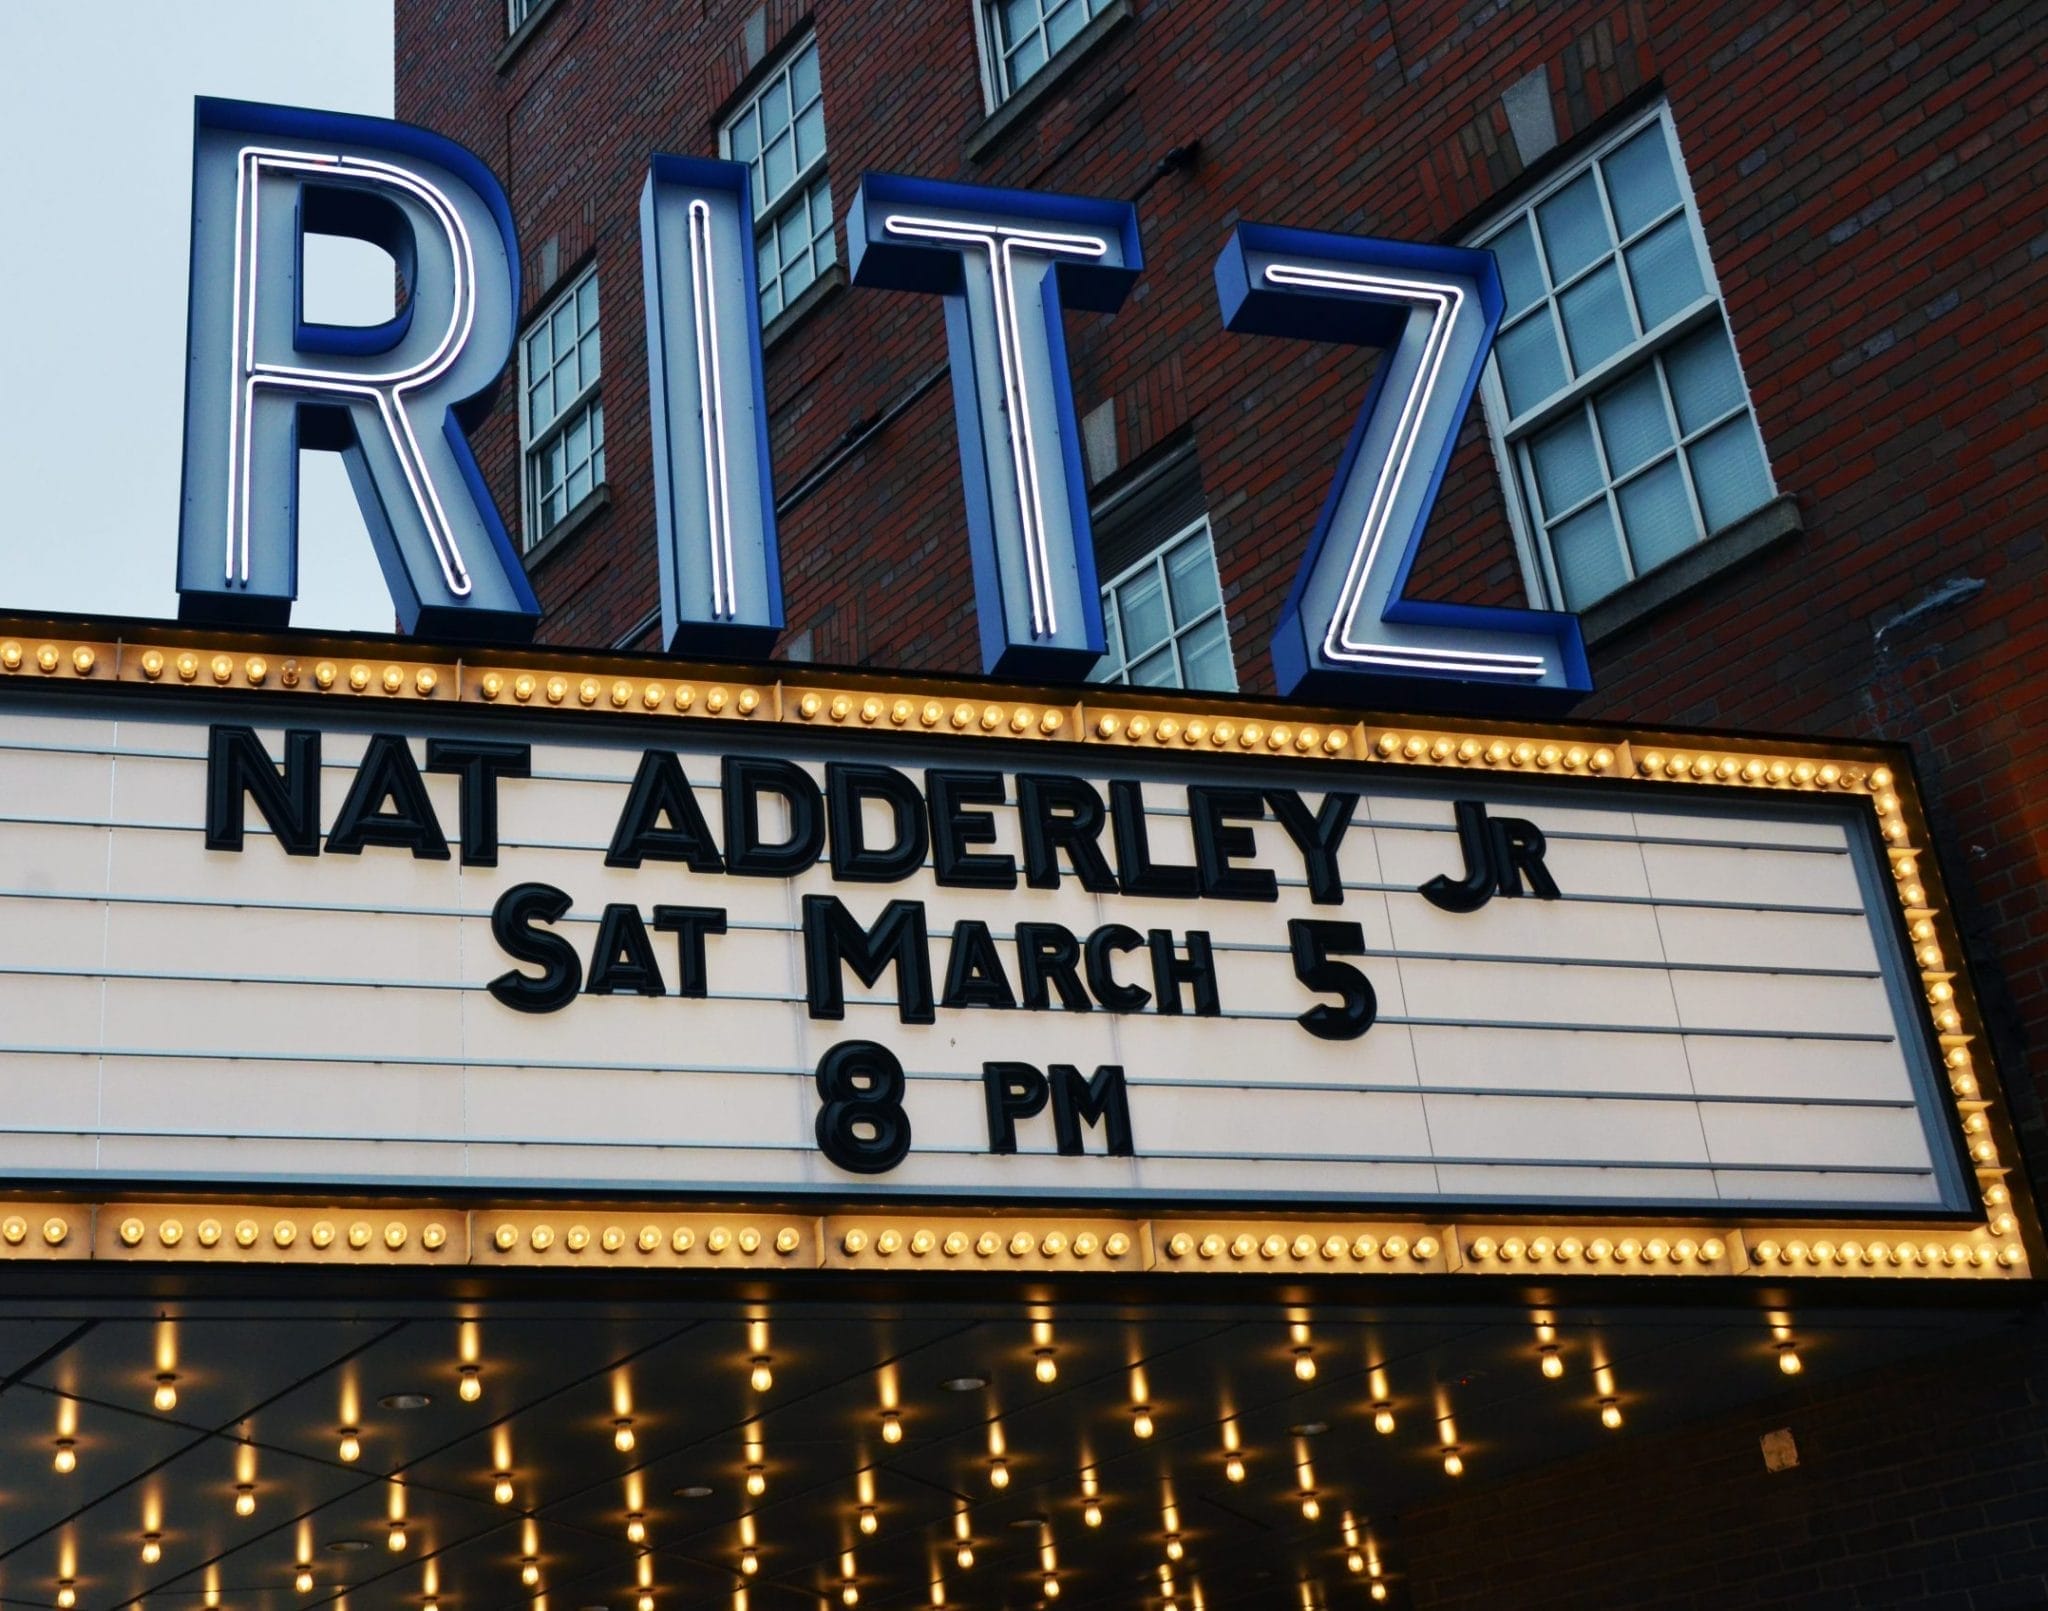 RITZ
NAT ADDERLEY JR
SAT MARCH 5
8 PM